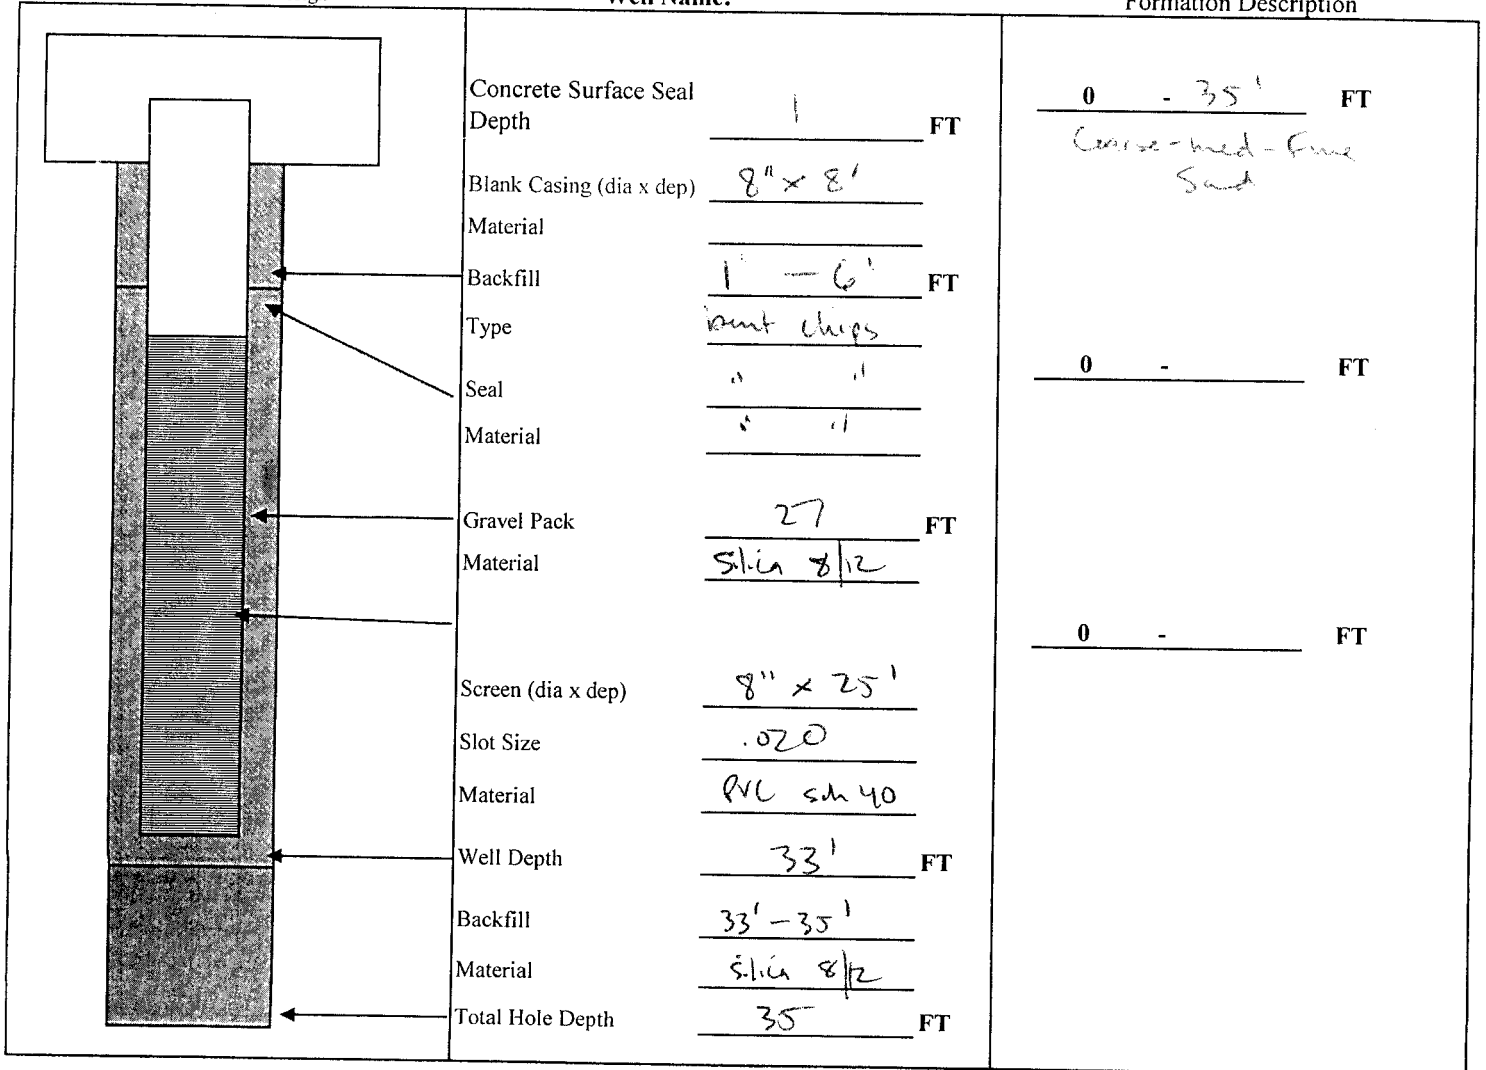 Well Name:
Formation Description
Concrete Surface Seal
Depth 1 FT
Blank Casing (dia x dep) 8" x 8'
Material
Backfill 1' - 6' FT
Type bent chips
Seal " "
Material " "
Gravel Pack 27 FT
Material Silica 8/12
Screen (dia x dep) 8" x 25'
Slot Size .020
Material PVC sch 40
Well Depth 33' FT
Backfill 33' - 35'
Material silica 8/12
Total Hole Depth 35 FT
0 - 35' FT
Coarse-med-Fine
Sand
0 - FT
0 - FT